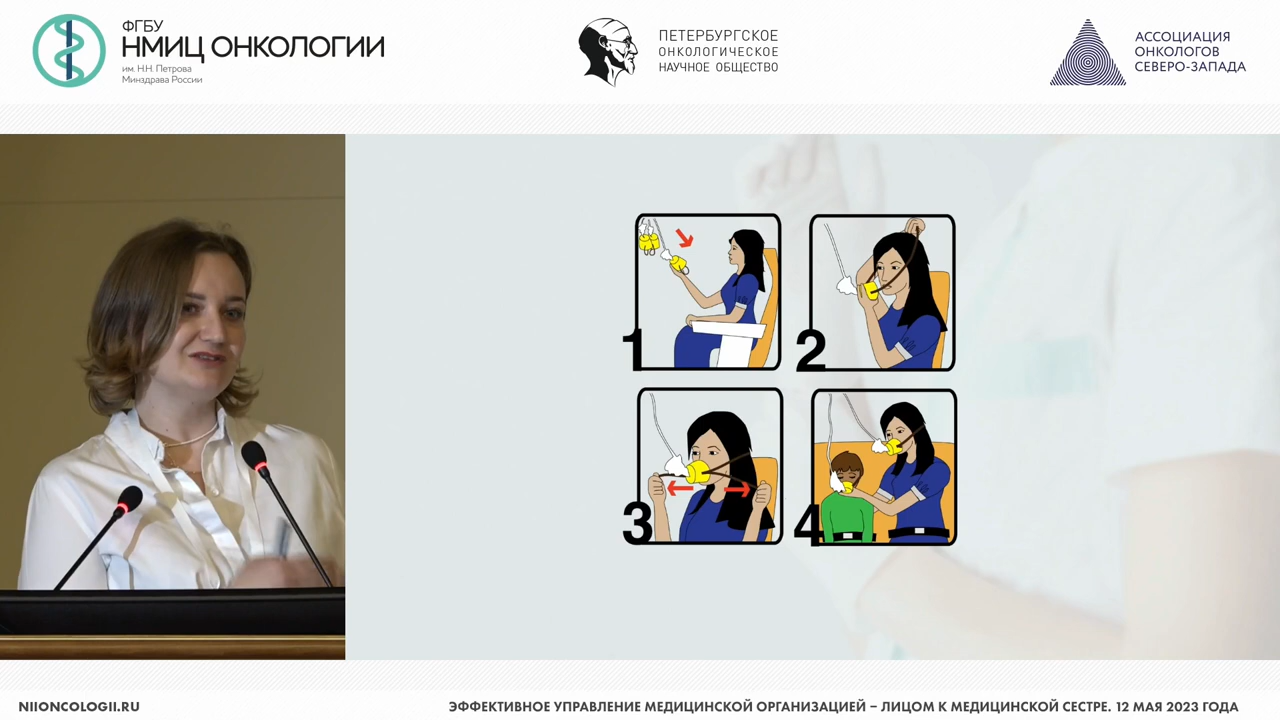 ФГБУ
НМИЦ ОНКОЛОГИИ
им. Н.Н. Петрова
Минздрава России
ПЕТЕРБУРГСКОЕ
ОНКОЛОГИЧЕСКОЕ
НАУЧНОЕ ОБЩЕСТВО
АССОЦИАЦИЯ
ОНКОЛОГОВ
СЕВЕРО-ЗАПАДА
1
2
3
4
NIIONCOLOGII.RU
ЭФФЕКТИВНОЕ УПРАВЛЕНИЕ МЕДИЦИНСКОЙ ОРГАНИЗАЦИЕЙ – ЛИЦОМ К МЕДИЦИНСКОЙ СЕСТРЕ. 12 МАЯ 2023 ГОДА